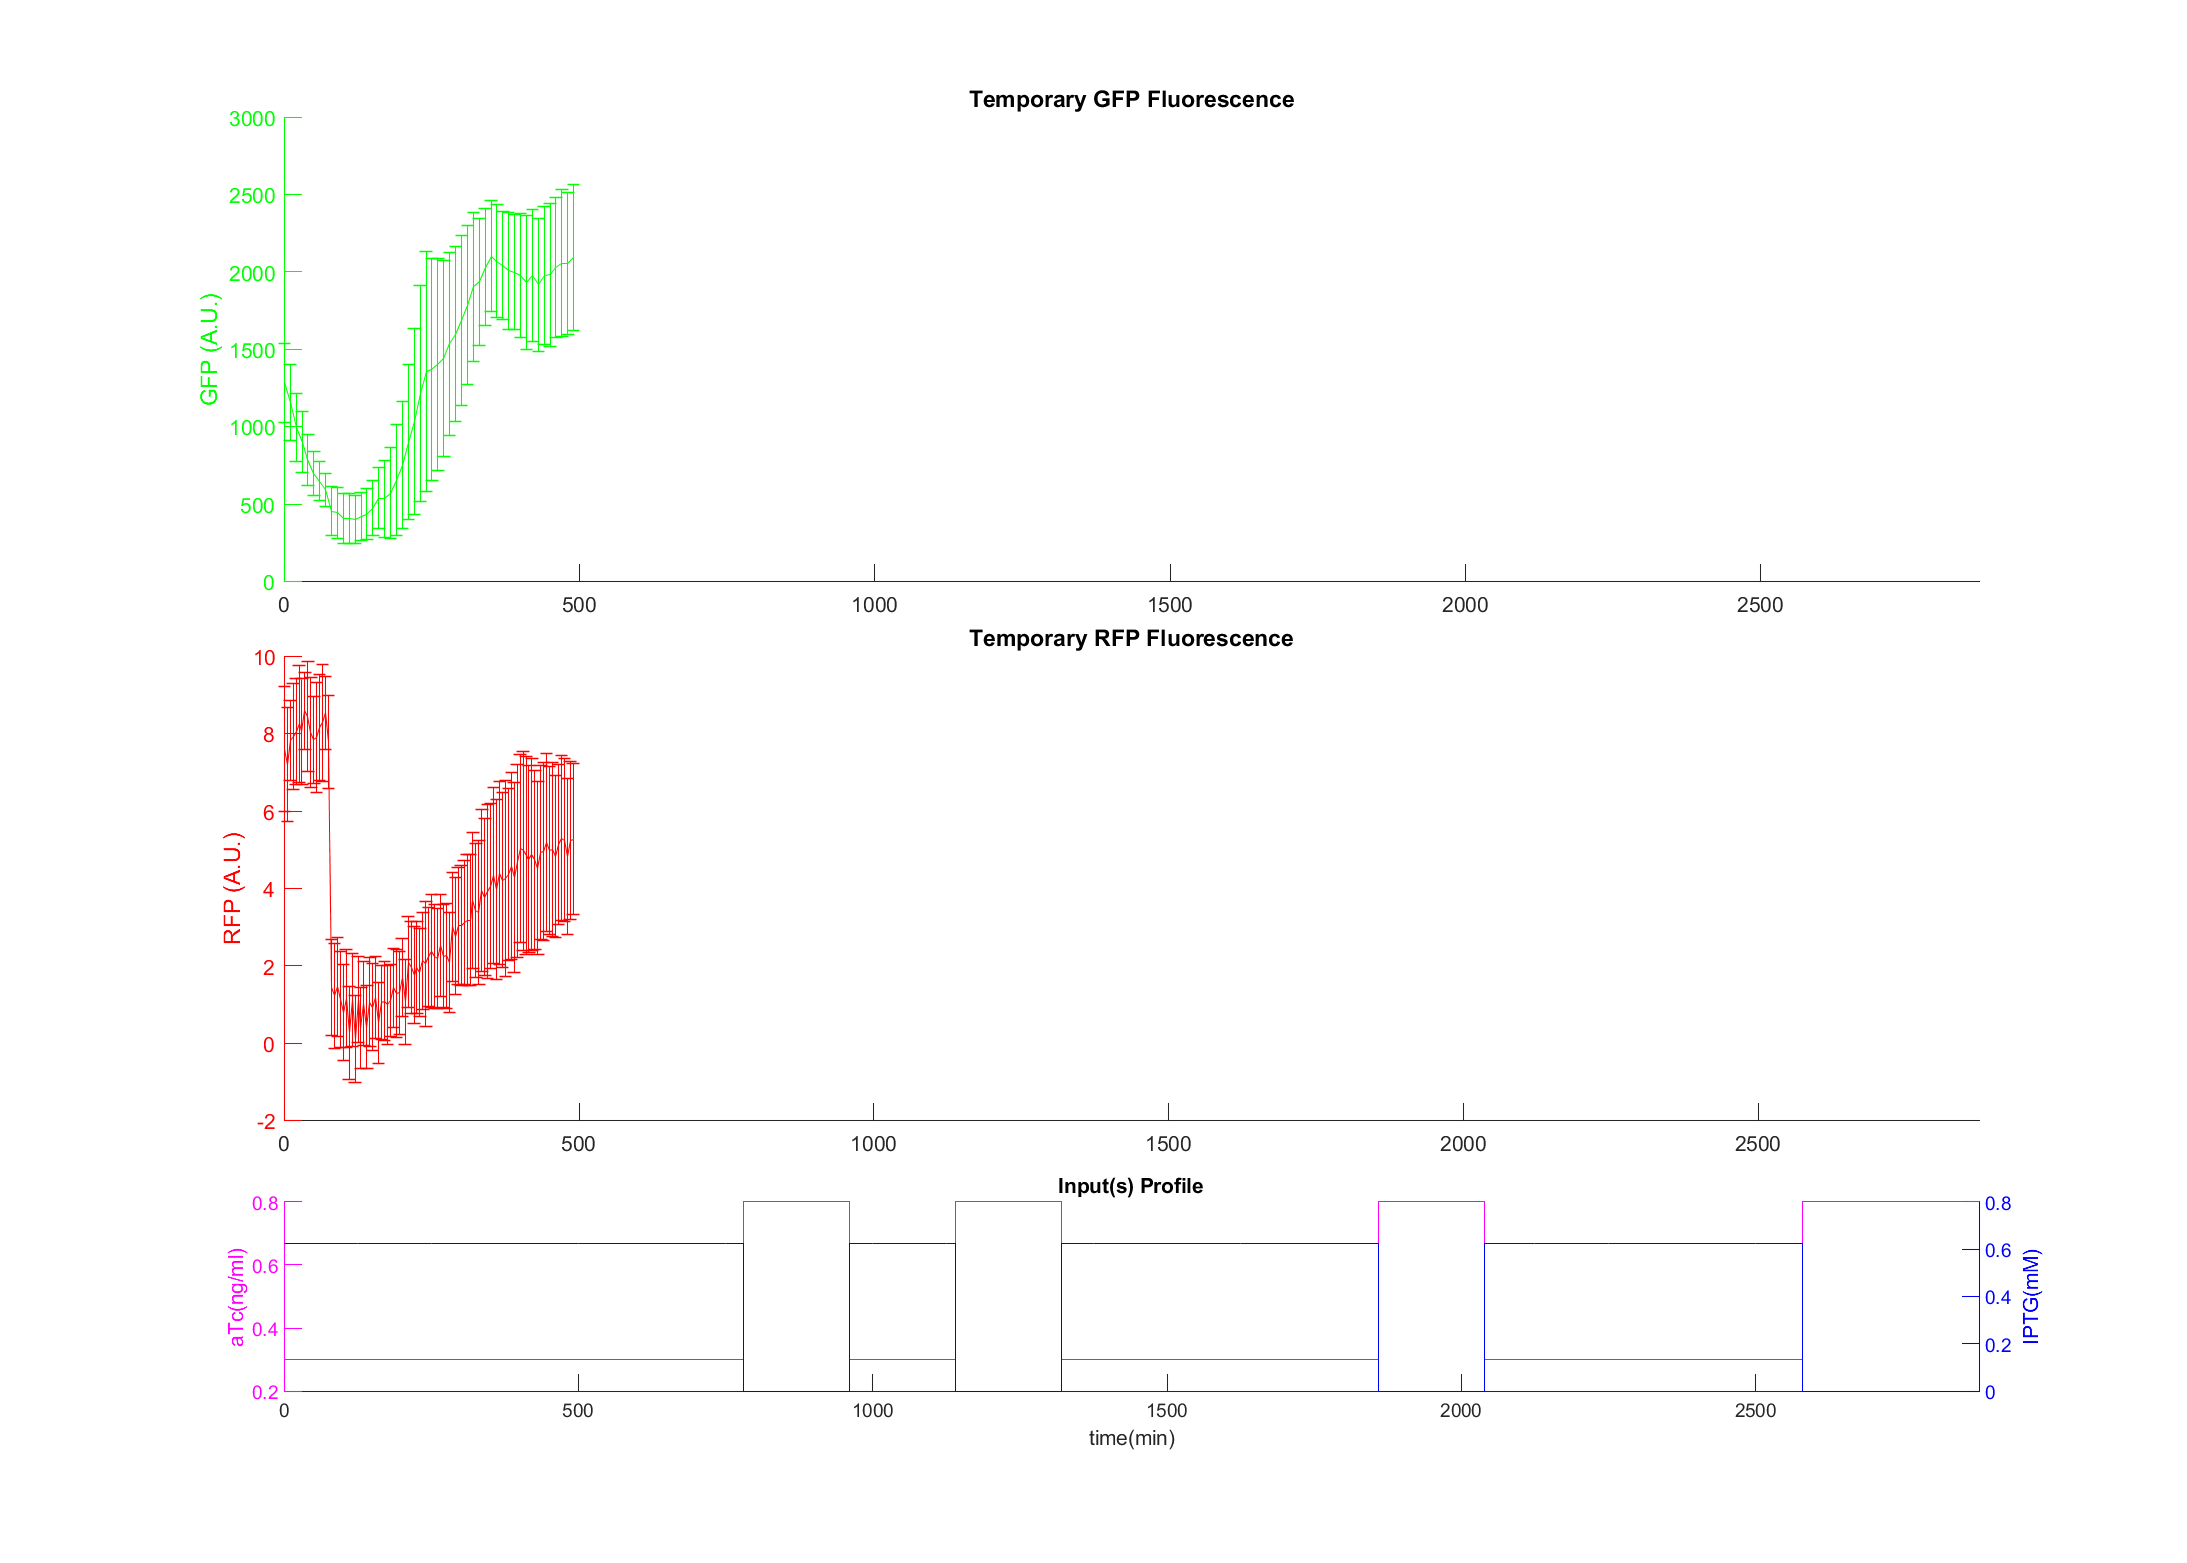 Temporary GFP Fluorescence
3000
2500
2000
1500
1000
500
0
GFP (A.U.)
0 500 1000 1500 2000 2500
Temporary RFP Fluorescence
10
8
6
4
2
0
-2
RFP (A.U.)
0 500 1000 1500 2000 2500
Input(s) Profile
0.8
0.6
0.4
0.2
aTc(ng/ml)
0.8
0.6
0.4
0.2
0
IPTG(mM)
0 500 1000 1500 2000 2500
time(min)